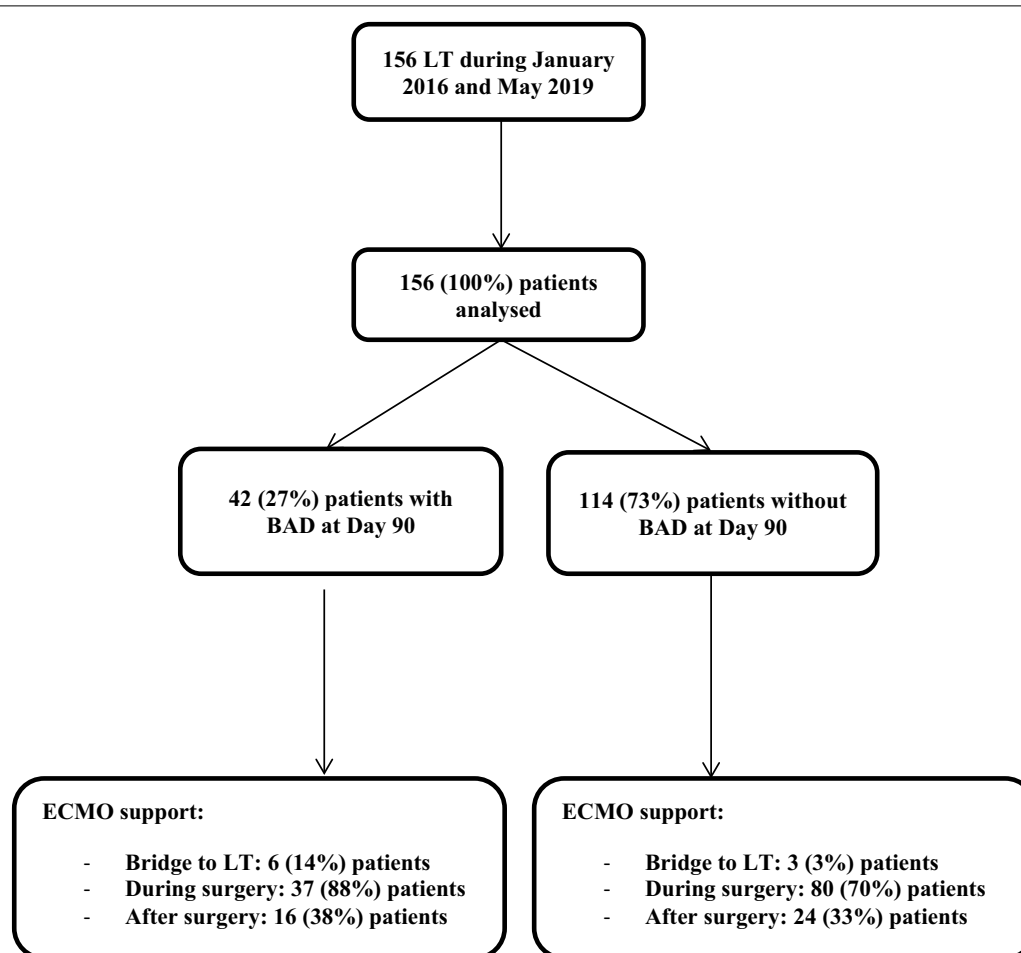 156 LT during January
2016 and May 2019
156 (100%) patients
analysed
42 (27%) patients with
BAD at Day 90
114 (73%) patients without
BAD at Day 90
ECMO support:
- Bridge to LT: 6 (14%) patients
- During surgery: 37 (88%) patients
- After surgery: 16 (38%) patients
ECMO support:
- Bridge to LT: 3 (3%) patients
- During surgery: 80 (70%) patients
- After surgery: 24 (33%) patients